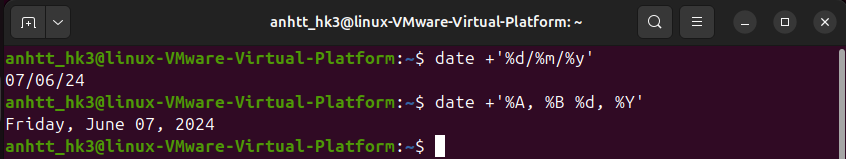 anhtt_hk3@linux-VMware-Virtual-Platform: ~
anhtt_hk3@linux-VMware-Virtual-Platform:~$ date +'%d/%m/%y'
07/06/24
anhtt_hk3@linux-VMware-Virtual-Platform:~$ date +'%A, %B %d, %Y'
Friday, June 07, 2024
anhtt_hk3@linux-VMware-Virtual-Platform:~$